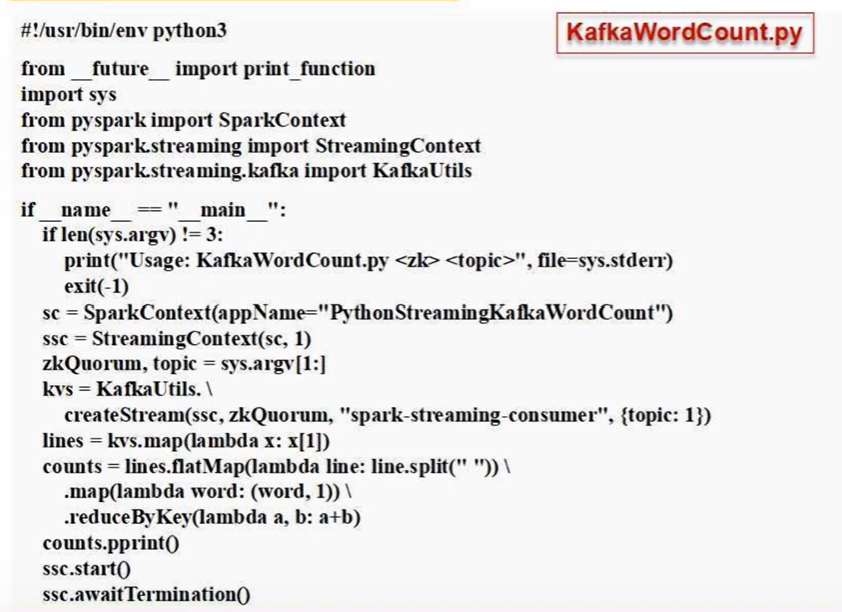 #!/usr/bin/env python3
KafkaWordCount.py
from __future__ import print_function
import sys
from pyspark import SparkContext
from pyspark.streaming import StreamingContext
from pyspark.streaming.kafka import KafkaUtils
if __name__ == "__main__":
if len(sys.argv) != 3:
print("Usage: KafkaWordCount.py <zk> <topic>", file=sys.stderr)
exit(-1)
sc = SparkContext(appName="PythonStreamingKafkaWordCount")
ssc = StreamingContext(sc, 1)
zkQuorum, topic = sys.argv[1:]
kvs = KafkaUtils. \
createStream(ssc, zkQuorum, "spark-streaming-consumer", {topic: 1})
lines = kvs.map(lambda x: x[1])
counts = lines.flatMap(lambda line: line.split(" ")) \
.map(lambda word: (word, 1)) \
.reduceByKey(lambda a, b: a+b)
counts.pprint()
ssc.start()
ssc.awaitTermination()